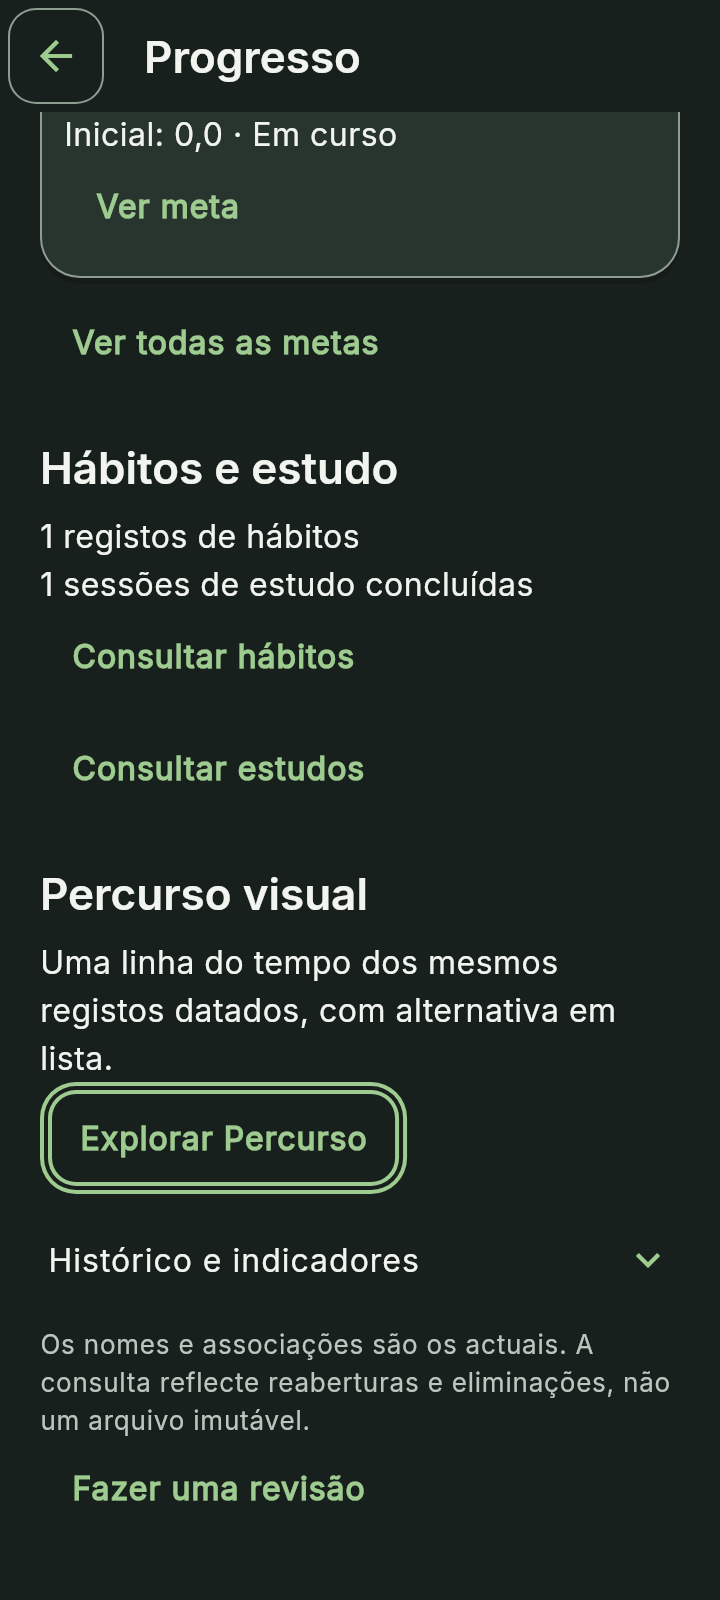 Progresso
Inicial: 0,0 · Em curso
Ver meta
Ver todas as metas
Hábitos e estudo
1 registos de hábitos
1 sessões de estudo concluídas
Consultar hábitos
Consultar estudos
Percurso visual
Uma linha do tempo dos mesmos
registos datados, com alternativa em
lista.
Explorar Percurso
Histórico e indicadores
Os nomes e associações são os actuais. A
consulta reflecte reaberturas e eliminações, não
um arquivo imutável.
Fazer uma revisão